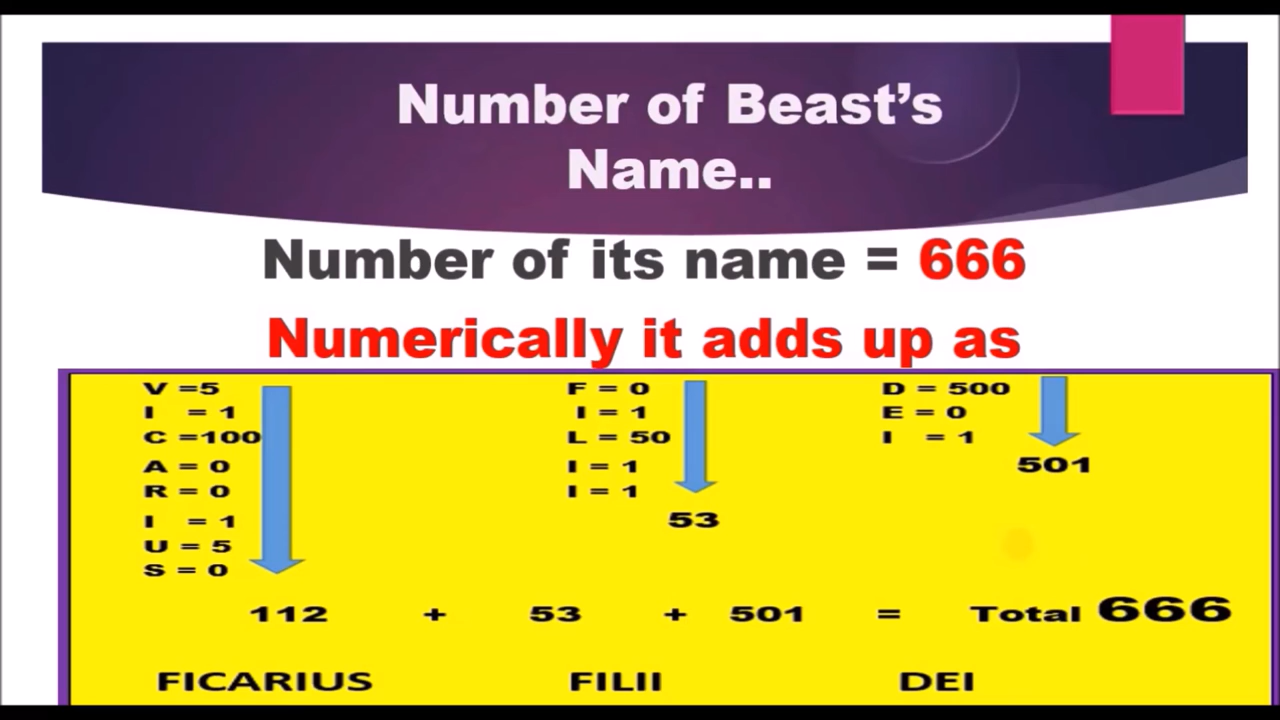 Number of Beast's
Name..
Number of its name = 666
Numerically it adds up as
V =5
I = 1
C =100
A = 0
R = 0
I = 1
U = 5
S = 0
F = 0
I = 1
L = 50
I = 1
I = 1
53
D = 500
E = 0
I = 1
501
112 + 53 + 501 = Total 666
FICARIUS FILII DEI